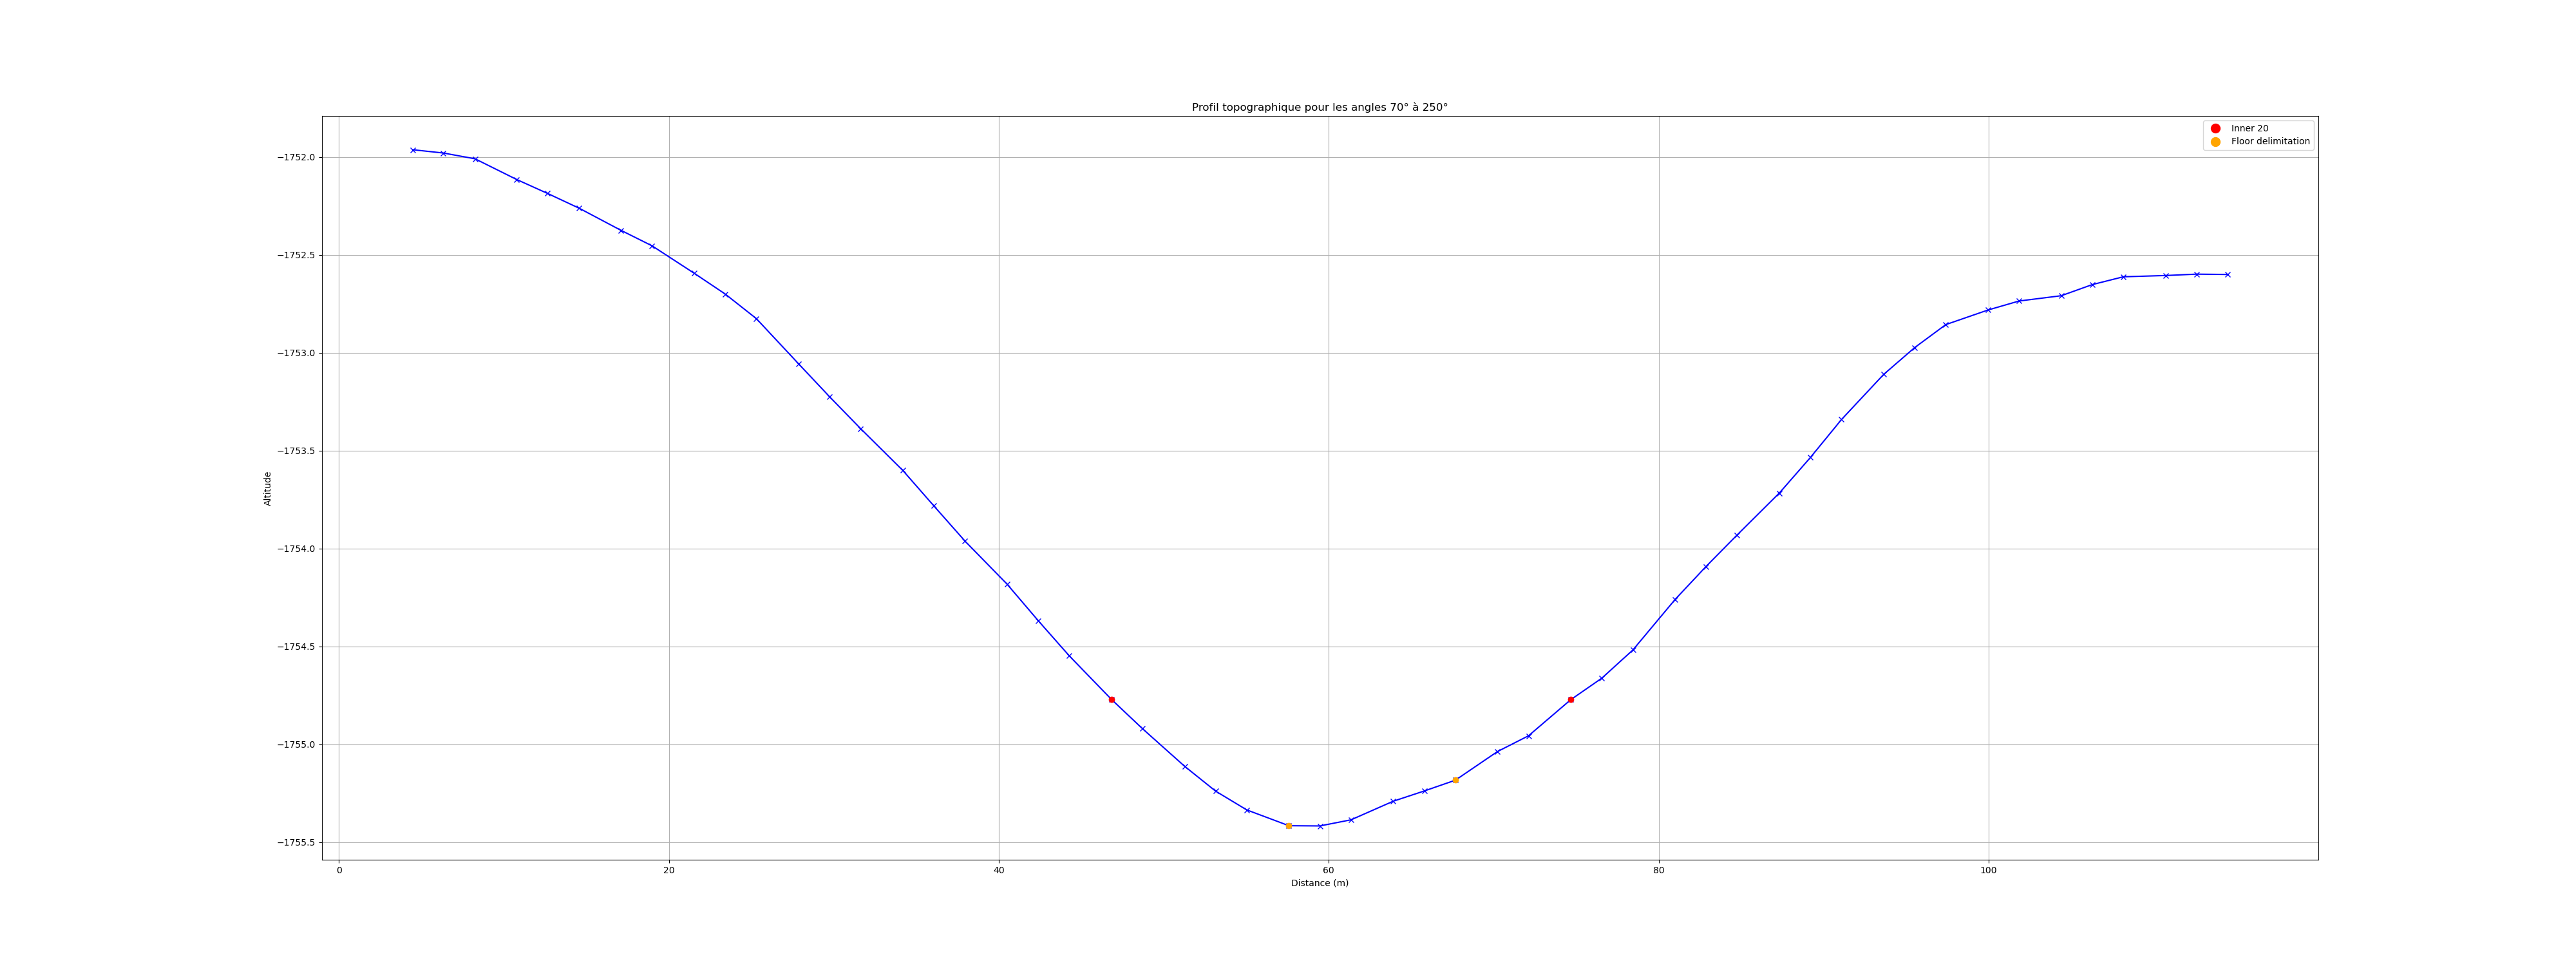 Profil topographique pour les angles 70° à 250°
Inner 20
Floor delimitation
−1752.0
−1752.5
−1753.0
−1753.5
−1754.0
−1754.5
−1755.0
−1755.5
Altitude
0 20 40 60 80 100
Distance (m)